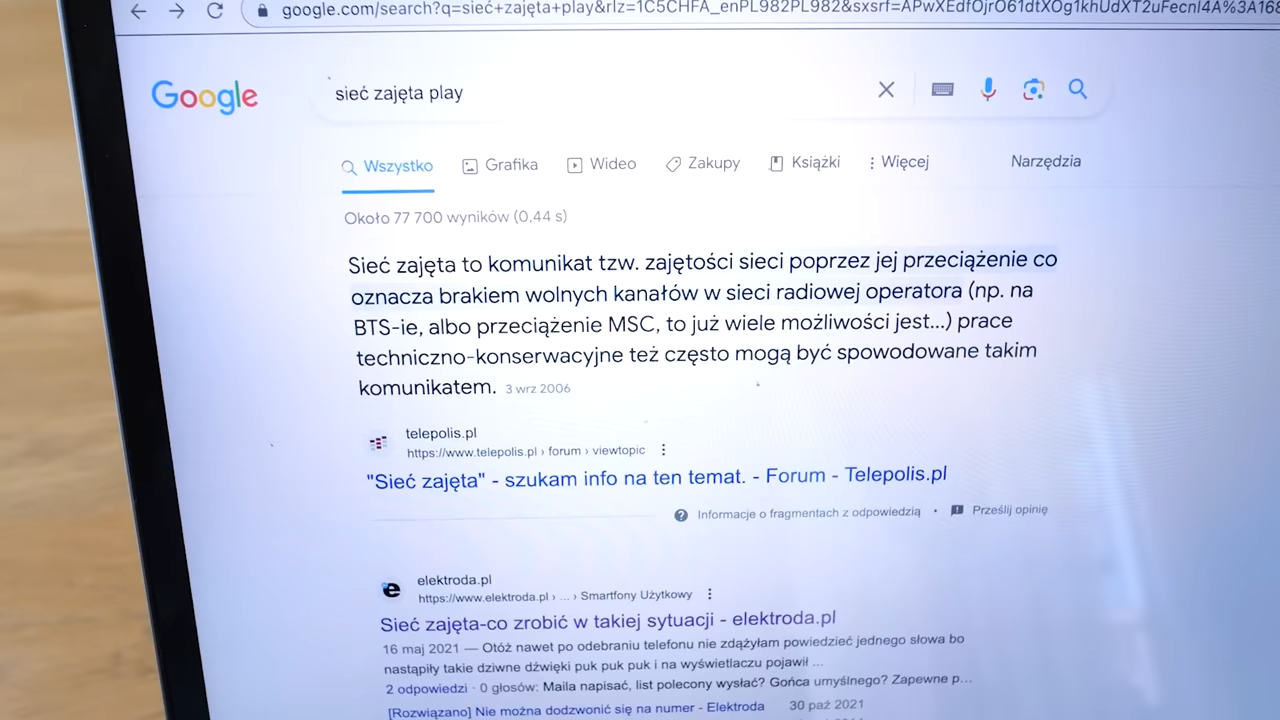 google.com/search?q=sieć+zajęta+play&rlz=1C5CHFA_enPL982PL982&sxsrf=
Google
sieć zajęta play
Wszystko Grafika Wideo Zakupy Książki Więcej Narzędzia
Około 77 700 wyników (0,44 s)
Sieć zajęta to komunikat tzw. zajętości sieci poprzez jej przeciążenie co
oznacza brakiem wolnych kanałów w sieci radiowej operatora (np. na
BTS-ie, albo przeciążenie MSC, to już wiele możliwości jest...) prace
techniczno-konserwacyjne też często mogą być spowodowane takim
komunikatem. 3 wrz 2006
telepolis.pl
https://www.telepolis.pl › forum › viewtopic
"Sieć zajęta" - szukam info na ten temat. - Forum - Telepolis.pl
Informacje o fragmentach z odpowiedzią • Prześlij opinię
elektroda.pl
https://www.elektroda.pl › ... › Smartfony Użytkowy
Sieć zajęta-co zrobić w takiej sytuacji - elektroda.pl
16 maj 2021 — Otóż nawet po odebraniu telefonu nie zdążyłam powiedzieć jednego słowa bo
nastąpiły takie dziwne dźwięki puk puk puk i na wyświetlaczu pojawił ...
2 odpowiedzi · 0 głosów: Maila napisać, list polecony wysłać? Gońca umyślnego? Zapewne p...
[Rozwiązano] Nie można dodzwonić się na numer - Elektroda 30 paź 2021